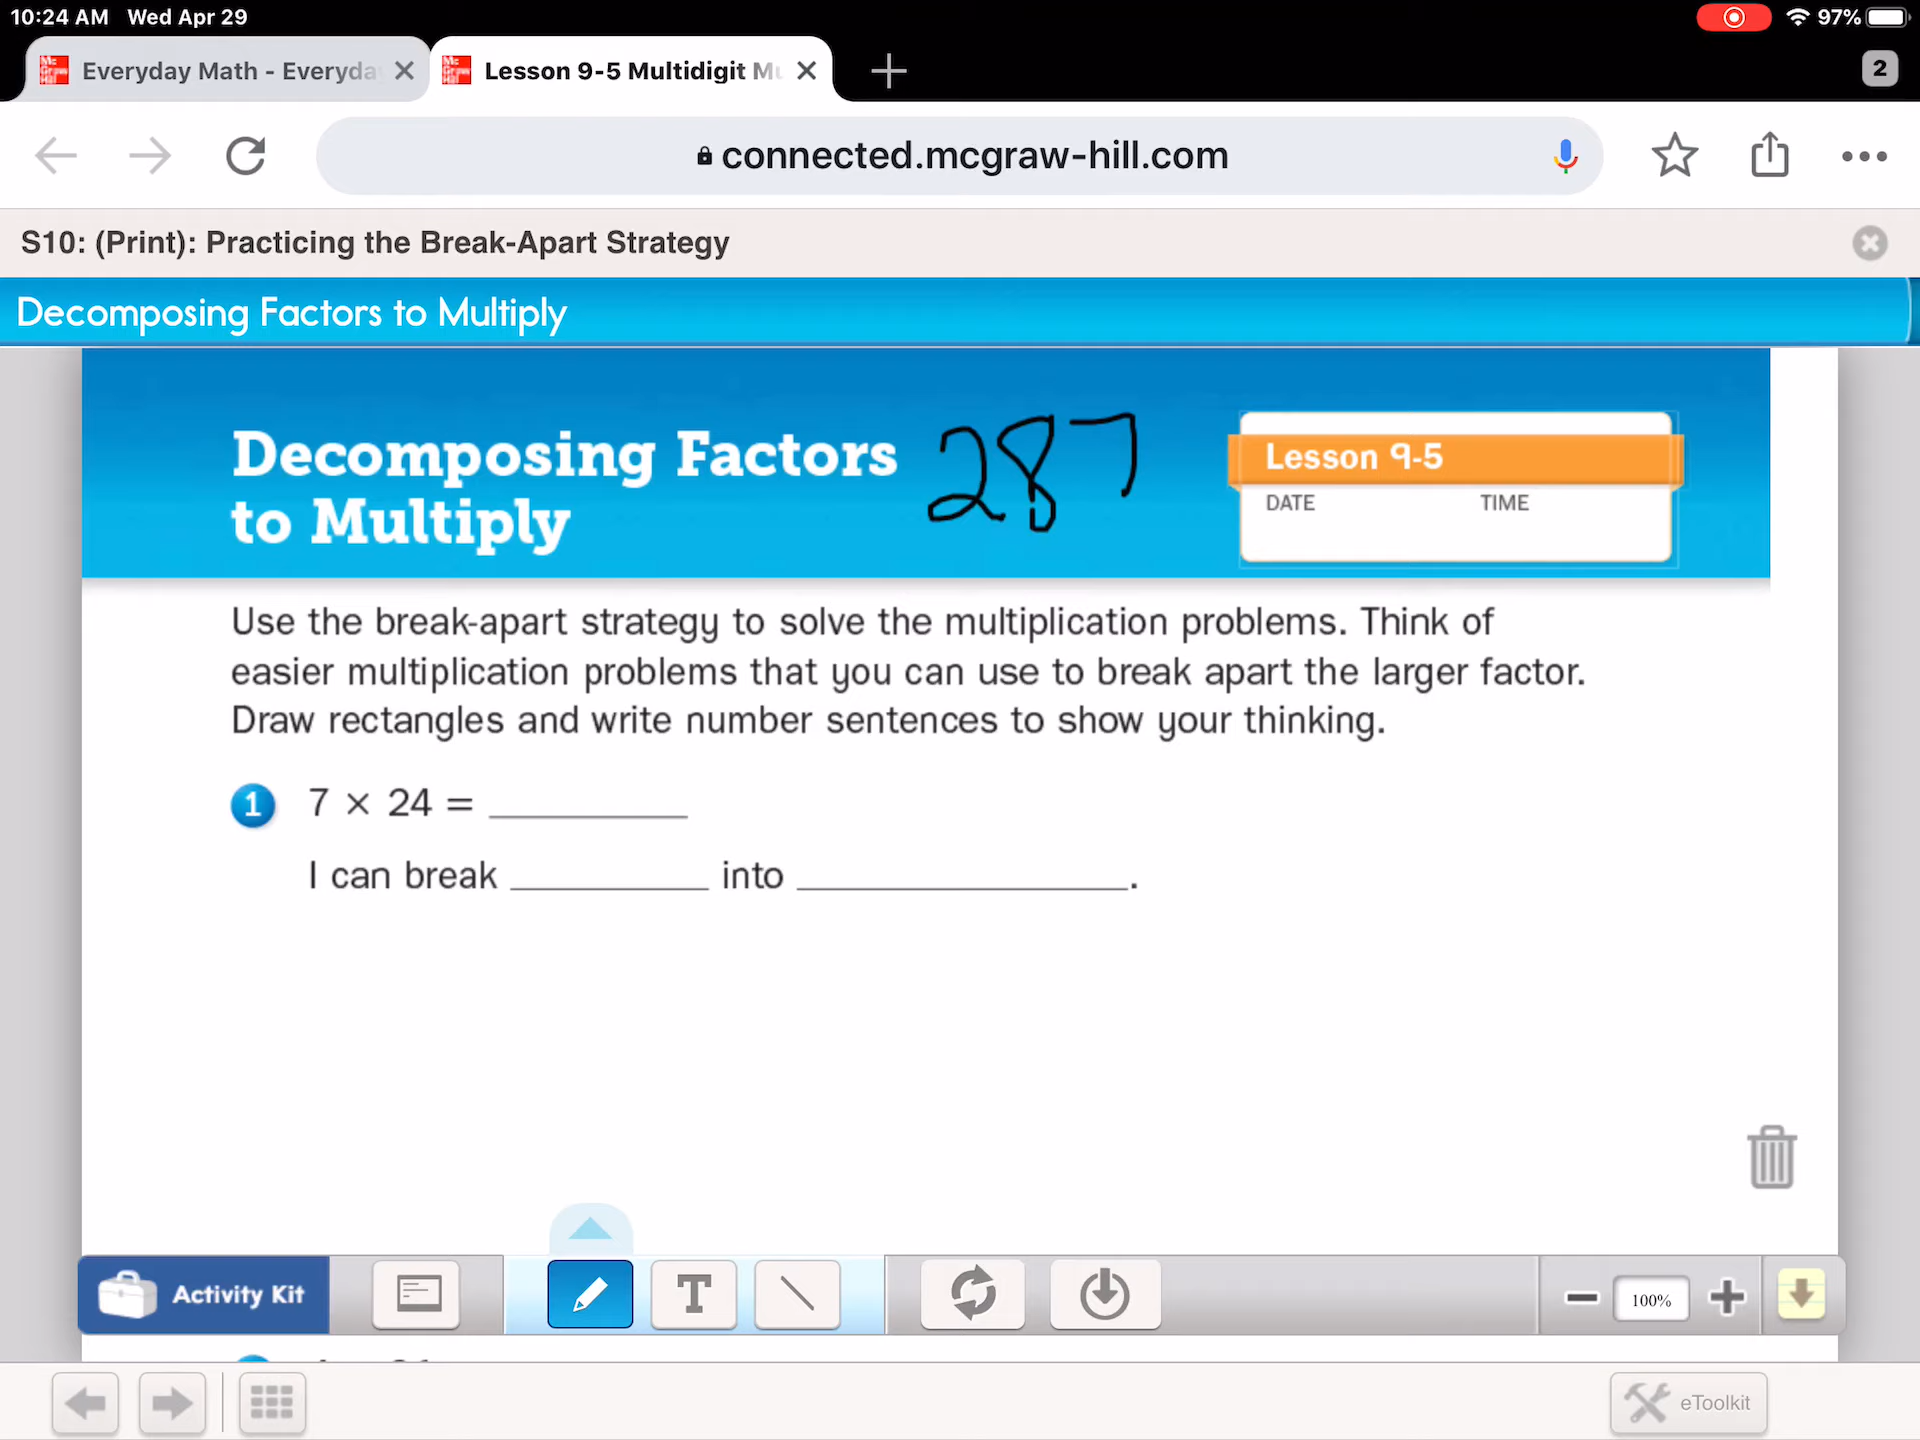 10:24 AM Wed Apr 29 97%
Everyday Math - Everyda
Lesson 9-5 Multidigit Mu
2
connected.mcgraw-hill.com
S10: (Print): Practicing the Break-Apart Strategy
Decomposing Factors to Multiply
Decomposing Factors
to Multiply
287
Lesson 9-5
DATE TIME
Use the break-apart strategy to solve the multiplication problems. Think of
easier multiplication problems that you can use to break apart the larger factor.
Draw rectangles and write number sentences to show your thinking.
1 7 × 24 = ________
I can break ________ into ______________.
Activity Kit
T
100%
eToolkit